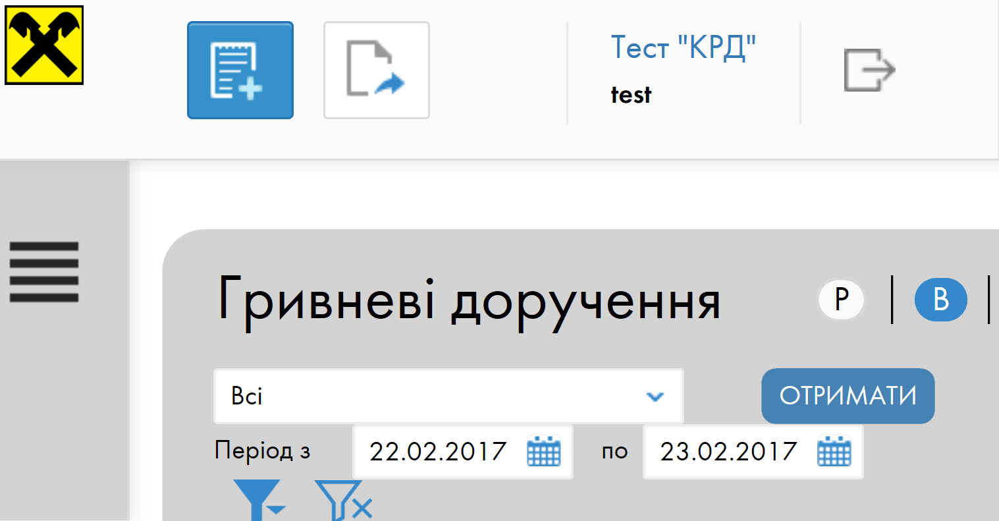 Тест "КРД"
test
Гривневі доручення
Р
В
Всі
ОТРИМАТИ
Період з 22.02.2017 по 23.02.2017